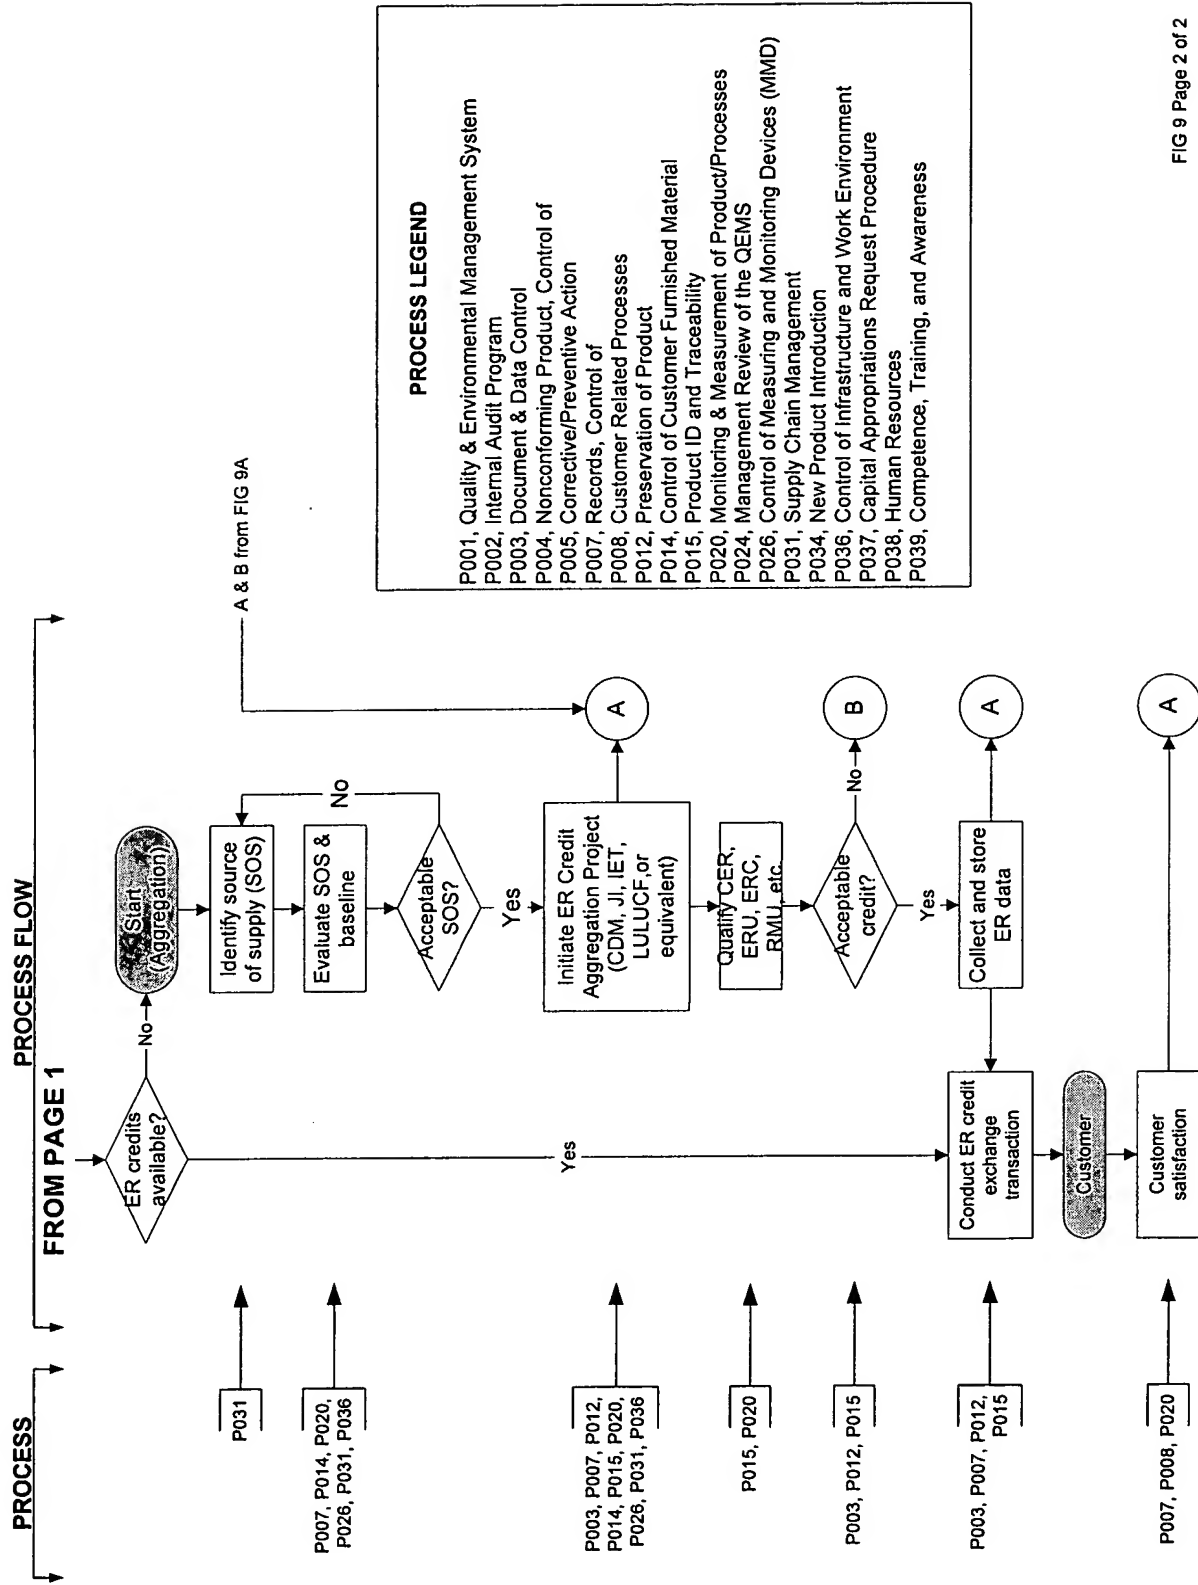 PROCESS
PROCESS FLOW
FROM PAGE 1
ER credits
available?
No
Start
(Aggregation)
P031
Identify source
of supply (SOS)
A & B from FIG 9A
P007, P014, P020,
P026, P031, P036
Evaluate SOS &
baseline
No
Acceptable
SOS?
Yes
Yes
P003, P007, P012,
P014, P015, P020,
P026, P031, P036
Initiate ER Credit
Aggregation Project
(CDM, JI, IET,
LULUCF,or
equivalent)
A
P015, P020
Qualify CER,
ERU, ERC,
RMU, etc.
P003, P012, P015
Acceptable
credit?
No
B
Yes
P003, P007, P012,
P015
Conduct ER credit
exchange
transaction
Collect and store
ER data
A
Customer
P007, P008, P020
Customer
satisfaction
A
PROCESS LEGEND
P001, Quality & Environmental Management System
P002, Internal Audit Program
P003, Document & Data Control
P004, Nonconforming Product, Control of
P005, Corrective/Preventive Action
P007, Records, Control of
P008, Customer Related Processes
P012, Preservation of Product
P014, Control of Customer Furnished Material
P015, Product ID and Traceability
P020, Monitoring & Measurement of Product/Processes
P024, Management Review of the QEMS
P026, Control of Measuring and Monitoring Devices (MMD)
P031, Supply Chain Management
P034, New Product Introduction
P036, Control of Infrastructure and Work Environment
P037, Capital Appropriations Request Procedure
P038, Human Resources
P039, Competence, Training, and Awareness
FIG 9 Page 2 of 2